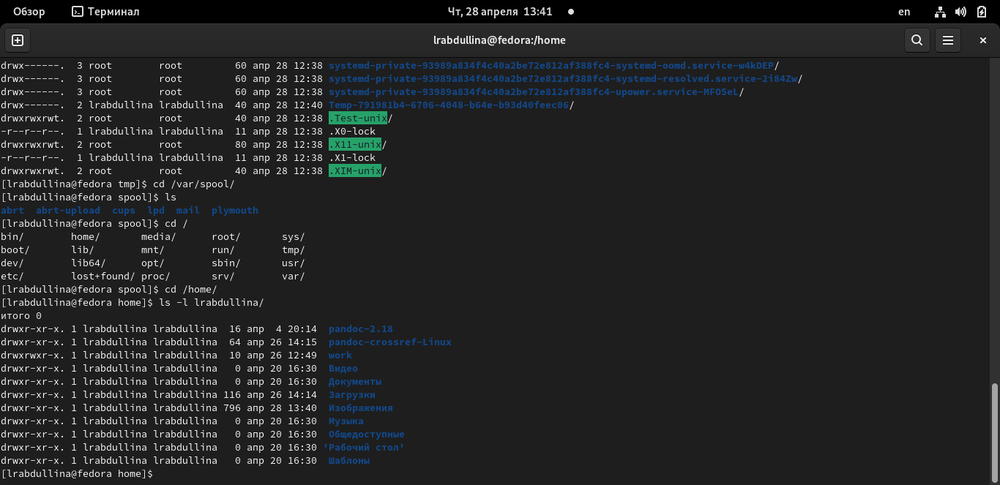 Обзор Терминал Чт, 28 апреля 13:41 en
lrabdullina@fedora:/home
drwx------.  3 root        root         60 апр 28 12:38 systemd-private-93989a834f4c40a2be72e812af388fc4-systemd-oomd.service-w4kDEP/
drwx------.  3 root        root         60 апр 28 12:38 systemd-private-93989a834f4c40a2be72e812af388fc4-systemd-resolved.service-2i84Zw/
drwx------.  3 root        root         60 апр 28 12:38 systemd-private-93989a834f4c40a2be72e812af388fc4-upower.service-MFO5eL/
drwx------.  2 lrabdullina lrabdullina  40 апр 28 12:40 Temp-791981b4-6706-4048-b64e-b93d40feec06/
drwxrwxrwt.  2 root        root         40 апр 28 12:38 .Test-unix/
-r--r--r--.  1 lrabdullina lrabdullina  11 апр 28 12:38 .X0-lock
drwxrwxrwt.  2 root        root         80 апр 28 12:38 .X11-unix/
-r--r--r--.  1 lrabdullina lrabdullina  11 апр 28 12:38 .X1-lock
drwxrwxrwt.  2 root        root         40 апр 28 12:38 .XIM-unix/
[lrabdullina@fedora tmp]$ cd /var/spool/
[lrabdullina@fedora spool]$ ls
abrt  abrt-upload  cups  lpd  mail  plymouth
[lrabdullina@fedora spool]$ cd /
bin/        home/       media/      root/       sys/
boot/       lib/        mnt/        run/        tmp/
dev/        lib64/      opt/        sbin/       usr/
etc/        lost+found/ proc/       srv/        var/
[lrabdullina@fedora spool]$ cd /home/
[lrabdullina@fedora home]$ ls -l lrabdullina/
итого 0
drwxr-xr-x. 1 lrabdullina lrabdullina  16 апр  4 20:14  pandoc-2.18
drwxr-xr-x. 1 lrabdullina lrabdullina  64 апр 26 14:15  pandoc-crossref-Linux
drwxrwxr-x. 1 lrabdullina lrabdullina  10 апр 26 12:49  work
drwxr-xr-x. 1 lrabdullina lrabdullina   0 апр 20 16:30  Видео
drwxr-xr-x. 1 lrabdullina lrabdullina   0 апр 20 16:30  Документы
drwxr-xr-x. 1 lrabdullina lrabdullina 116 апр 26 14:14  Загрузки
drwxr-xr-x. 1 lrabdullina lrabdullina 796 апр 28 13:40  Изображения
drwxr-xr-x. 1 lrabdullina lrabdullina   0 апр 20 16:30  Музыка
drwxr-xr-x. 1 lrabdullina lrabdullina   0 апр 20 16:30  Общедоступные
drwxr-xr-x. 1 lrabdullina lrabdullina   0 апр 20 16:30 'Рабочий стол'
drwxr-xr-x. 1 lrabdullina lrabdullina   0 апр 20 16:30  Шаблоны
[lrabdullina@fedora home]$